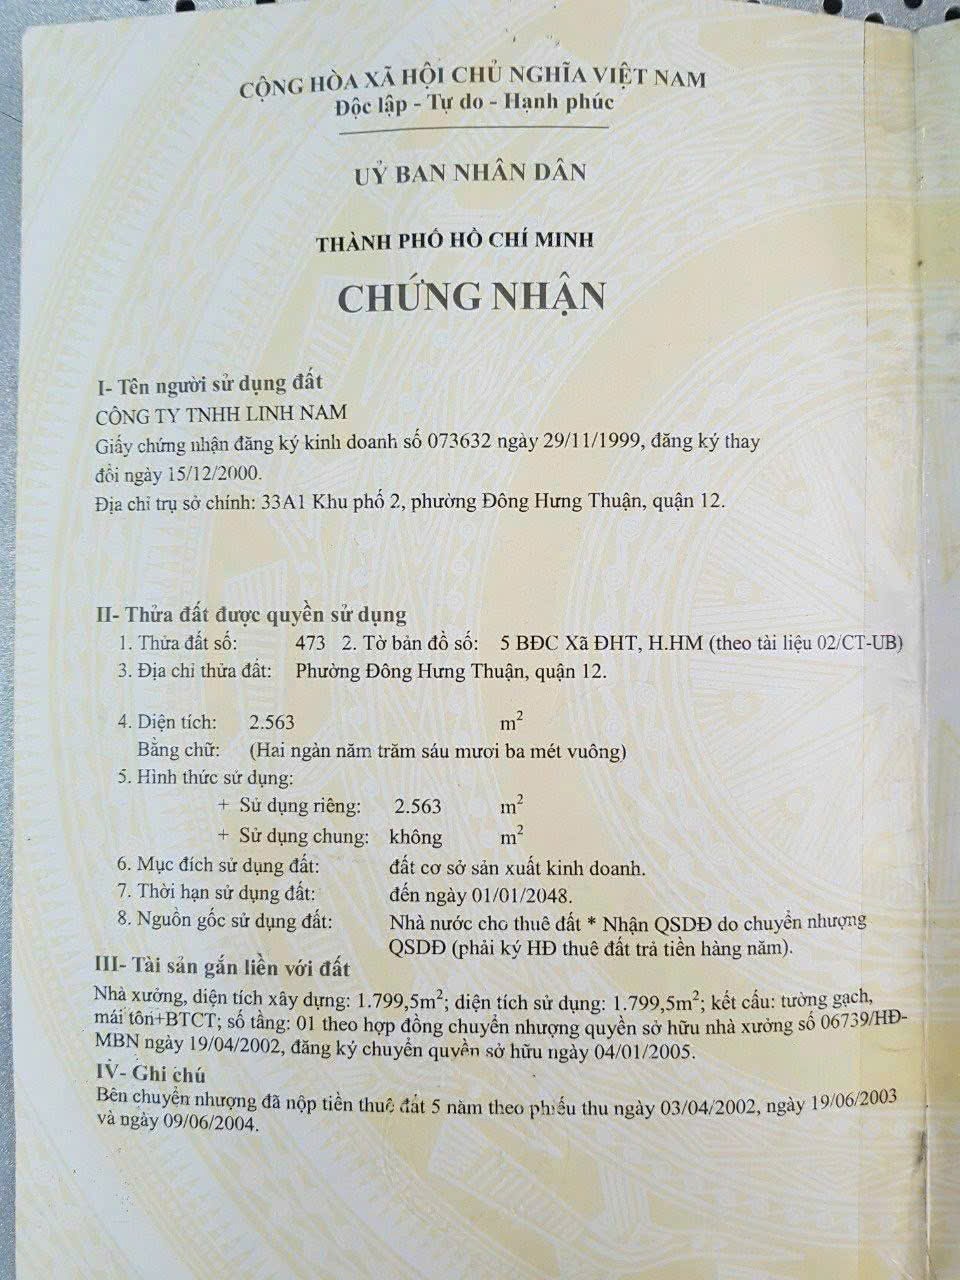 CỘNG HÒA XÃ HỘI CHỦ NGHĨA VIỆT NAM
Độc lập - Tự do - Hạnh phúc
UỶ BAN NHÂN DÂN
THÀNH PHỐ HỒ CHÍ MINH
CHỨNG NHẬN
I- Tên người sử dụng đất
CÔNG TY TNHH LINH NAM
Giấy chứng nhận đăng ký kinh doanh số 073632 ngày 29/11/1999, đăng ký thay
đổi ngày 15/12/2000.
Địa chỉ trụ sở chính: 33A1 Khu phố 2, phường Đông Hưng Thuận, quận 12.
II- Thửa đất được quyền sử dụng
1. Thửa đất số: 473 2. Tờ bản đồ số: 5 BĐC Xã ĐHT, H.HM (theo tài liệu 02/CT-UB)
3. Địa chỉ thửa đất: Phường Đông Hưng Thuận, quận 12.
4. Diện tích: 2.563 m²
Bằng chữ: (Hai ngàn năm trăm sáu mươi ba mét vuông)
5. Hình thức sử dụng:
+ Sử dụng riêng: 2.563 m²
+ Sử dụng chung: không m²
6. Mục đích sử dụng đất: đất cơ sở sản xuất kinh doanh.
7. Thời hạn sử dụng đất: đến ngày 01/01/2048.
8. Nguồn gốc sử dụng đất: Nhà nước cho thuê đất * Nhận QSDĐ do chuyển nhượng
QSDĐ (phải ký HĐ thuê đất trả tiền hàng năm).
III- Tài sản gắn liền với đất
Nhà xưởng, diện tích xây dựng: 1.799,5m²; diện tích sử dụng: 1.799,5m²; kết cấu: tường gạch,
mái tôn+BTCT; số tầng: 01 theo hợp đồng chuyển nhượng quyền sở hữu nhà xưởng số 06739/HĐ-
MBN ngày 19/04/2002, đăng ký chuyển quyền sở hữu ngày 04/01/2005.
IV- Ghi chú
Bên chuyển nhượng đã nộp tiền thuê đất 5 năm theo phiếu thu ngày 03/04/2002, ngày 19/06/2003
và ngày 09/06/2004.